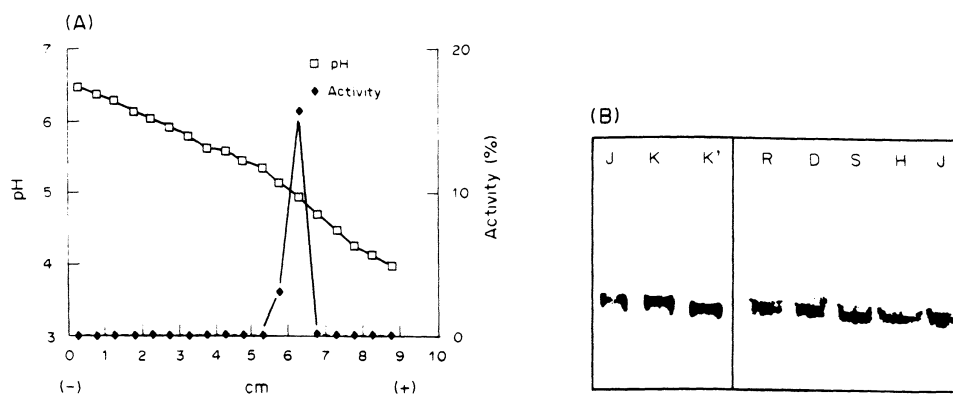 (A)
7
6
5
4
3
pH
20
10
0
Activity (%)
pH
Activity
0 1 2 3 4 5 6 7 8 9 10
(-) cm (+)
(B)
J K K' R D S H J